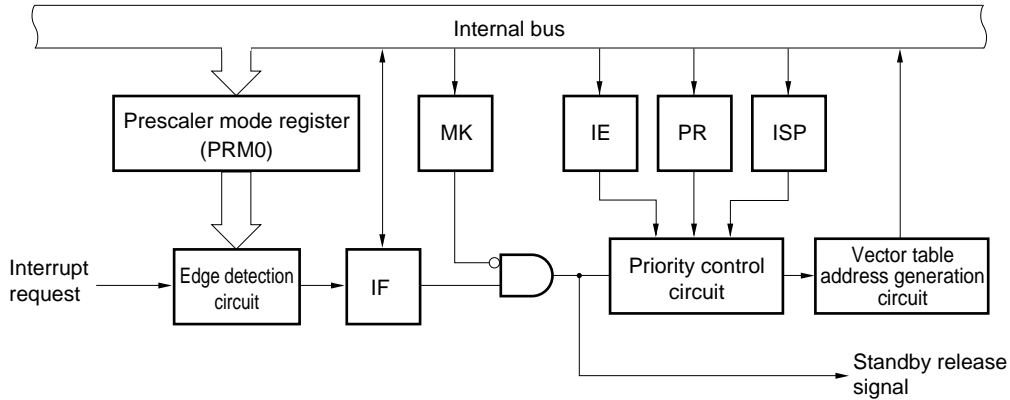 Internal bus
Prescaler mode register
(PRM0)
MK
IE
PR
ISP
Interrupt
request
Edge detection
circuit
IF
Priority control
circuit
Vector table
address generation
circuit
Standby release
signal